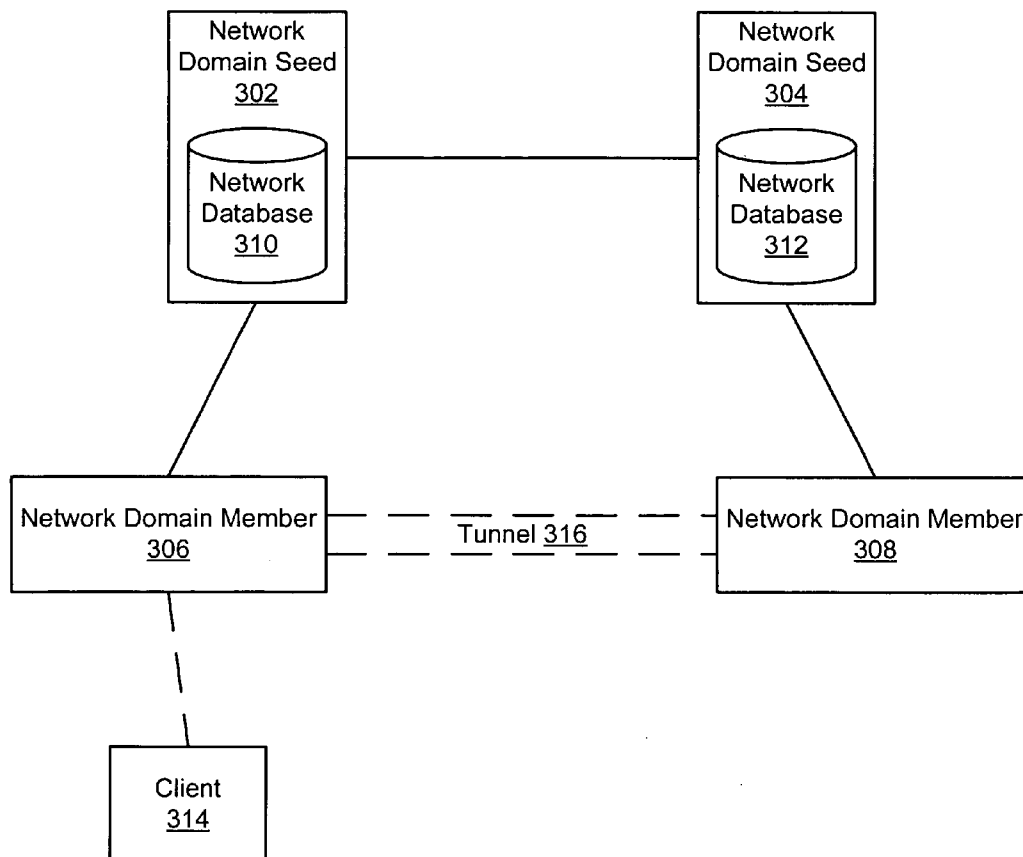 Network
Domain Seed
302
Network
Database
310
Network
Domain Seed
304
Network
Database
312
Network Domain Member
306
Tunnel 316
Network Domain Member
308
Client
314